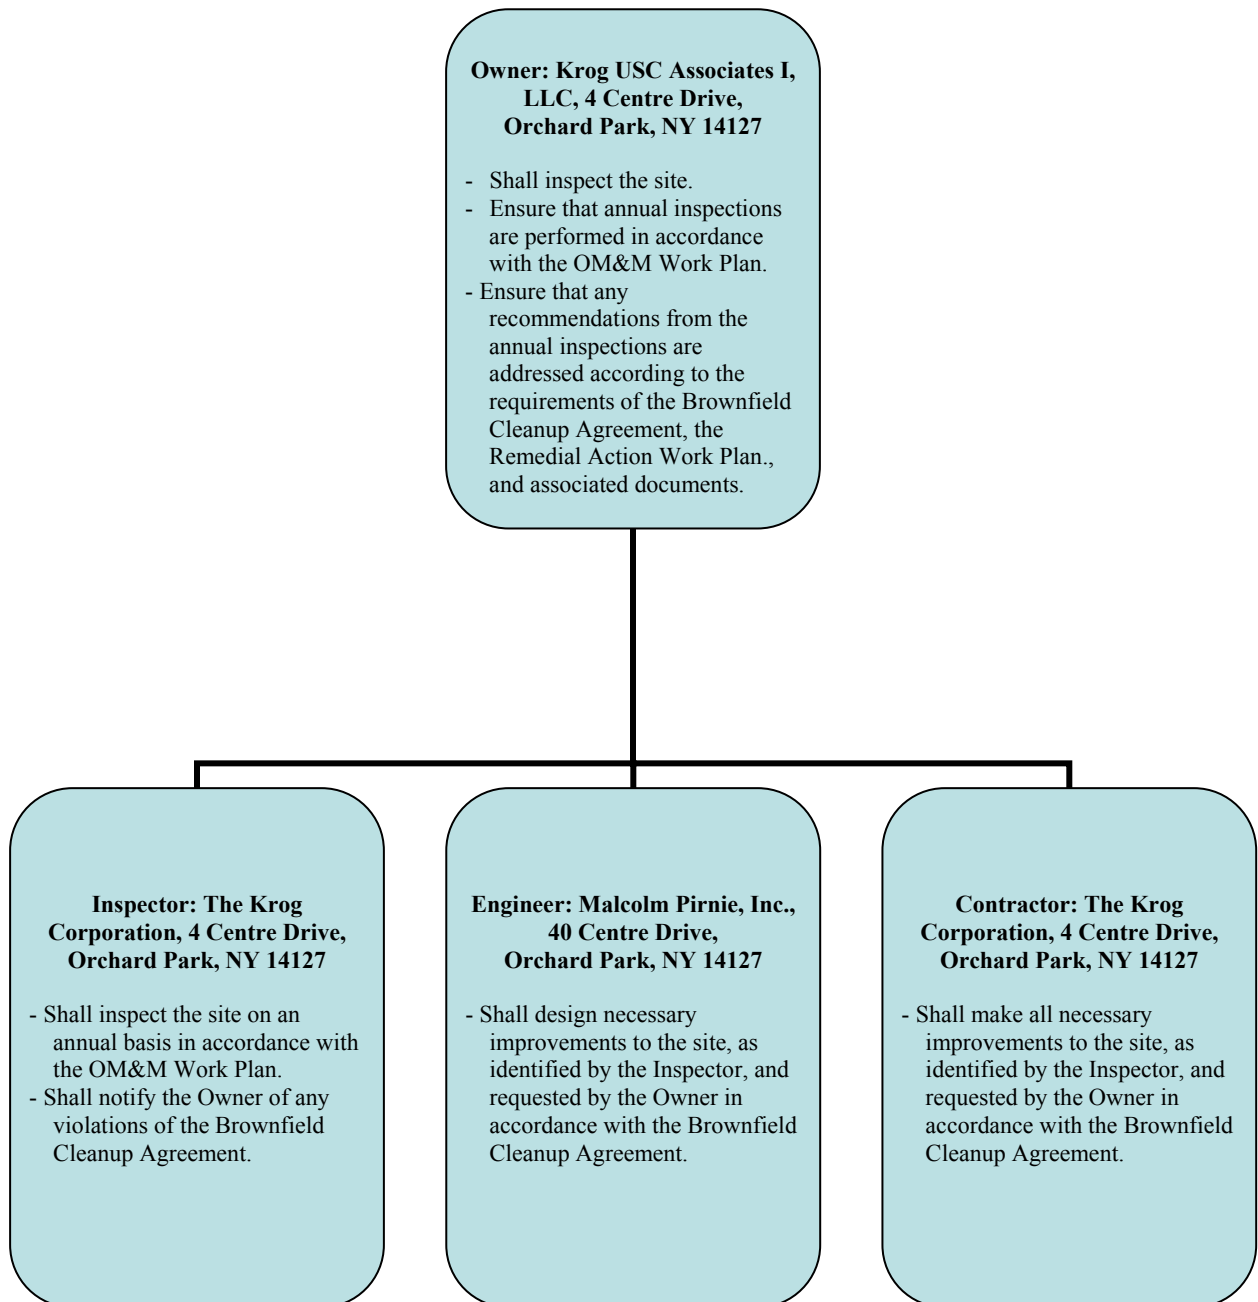 Owner: Krog USC Associates I,
LLC, 4 Centre Drive,
Orchard Park, NY 14127
- Shall inspect the site.
- Ensure that annual inspections
are performed in accordance
with the OM&M Work Plan.
- Ensure that any
recommendations from the
annual inspections are
addressed according to the
requirements of the Brownfield
Cleanup Agreement, the
Remedial Action Work Plan.,
and associated documents.
Inspector: The Krog
Corporation, 4 Centre Drive,
Orchard Park, NY 14127
- Shall inspect the site on an
annual basis in accordance with
the OM&M Work Plan.
- Shall notify the Owner of any
violations of the Brownfield
Cleanup Agreement.
Engineer: Malcolm Pirnie, Inc.,
40 Centre Drive,
Orchard Park, NY 14127
- Shall design necessary
improvements to the site, as
identified by the Inspector, and
requested by the Owner in
accordance with the Brownfield
Cleanup Agreement.
Contractor: The Krog
Corporation, 4 Centre Drive,
Orchard Park, NY 14127
- Shall make all necessary
improvements to the site, as
identified by the Inspector, and
requested by the Owner in
accordance with the Brownfield
Cleanup Agreement.